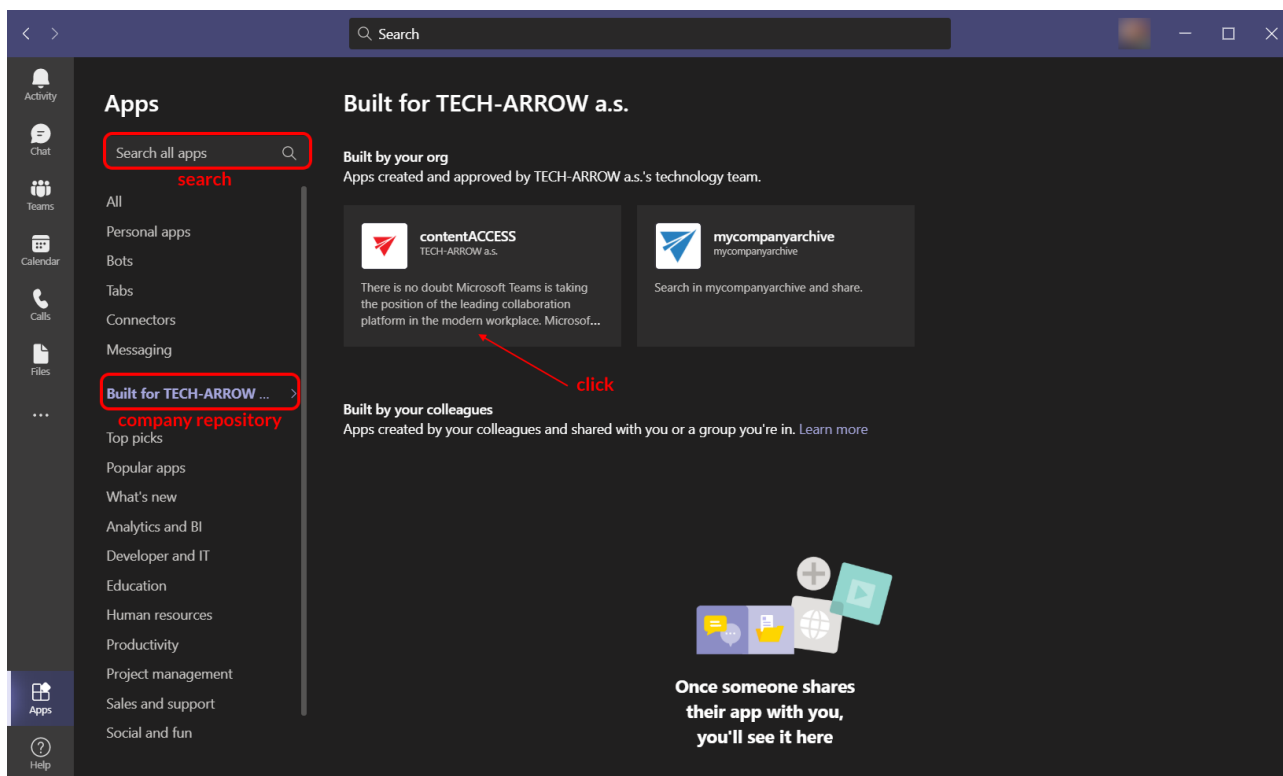 Search
Activity
Chat
Teams
Calendar
Calls
Files
...
Apps
Help
Apps
Search all apps
search
All
Personal apps
Bots
Tabs
Connectors
Messaging
Built for TECH-ARROW ...
company repository
Top picks
Popular apps
What's new
Analytics and BI
Developer and IT
Education
Human resources
Productivity
Project management
Sales and support
Social and fun
Built for TECH-ARROW a.s.
Built by your org
Apps created and approved by TECH-ARROW a.s.'s technology team.
contentACCESS
TECH-ARROW a.s.
There is no doubt Microsoft Teams is taking
the position of the leading collaboration
platform in the modern workplace. Microsof...
mycompanyarchive
mycompanyarchive
Search in mycompanyarchive and share.
click
Built by your colleagues
Apps created by your colleagues and shared with you or a group you're in. Learn more
Once someone shares
their app with you,
you'll see it here